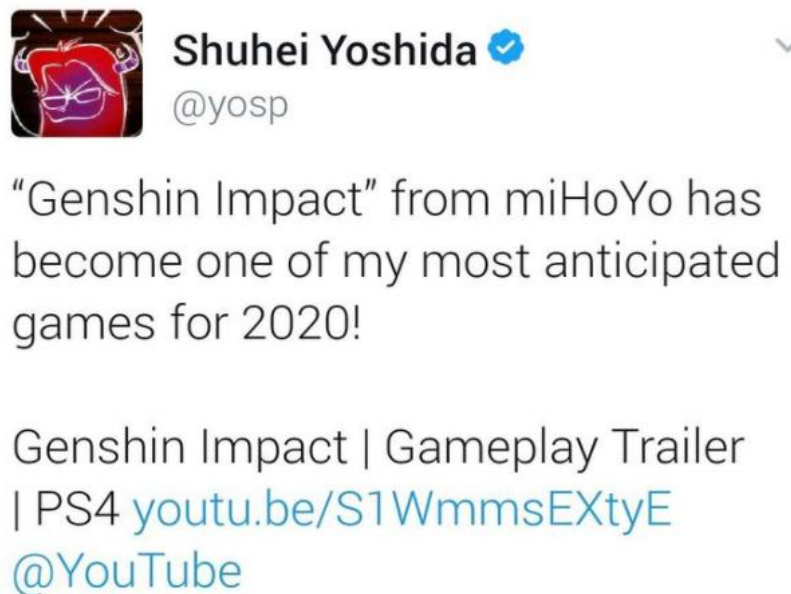 Shuhei Yoshida
@yosp
“Genshin Impact” from miHoYo has
become one of my most anticipated
games for 2020!
Genshin Impact | Gameplay Trailer
| PS4 youtu.be/S1WmmsEXtyE
@YouTube